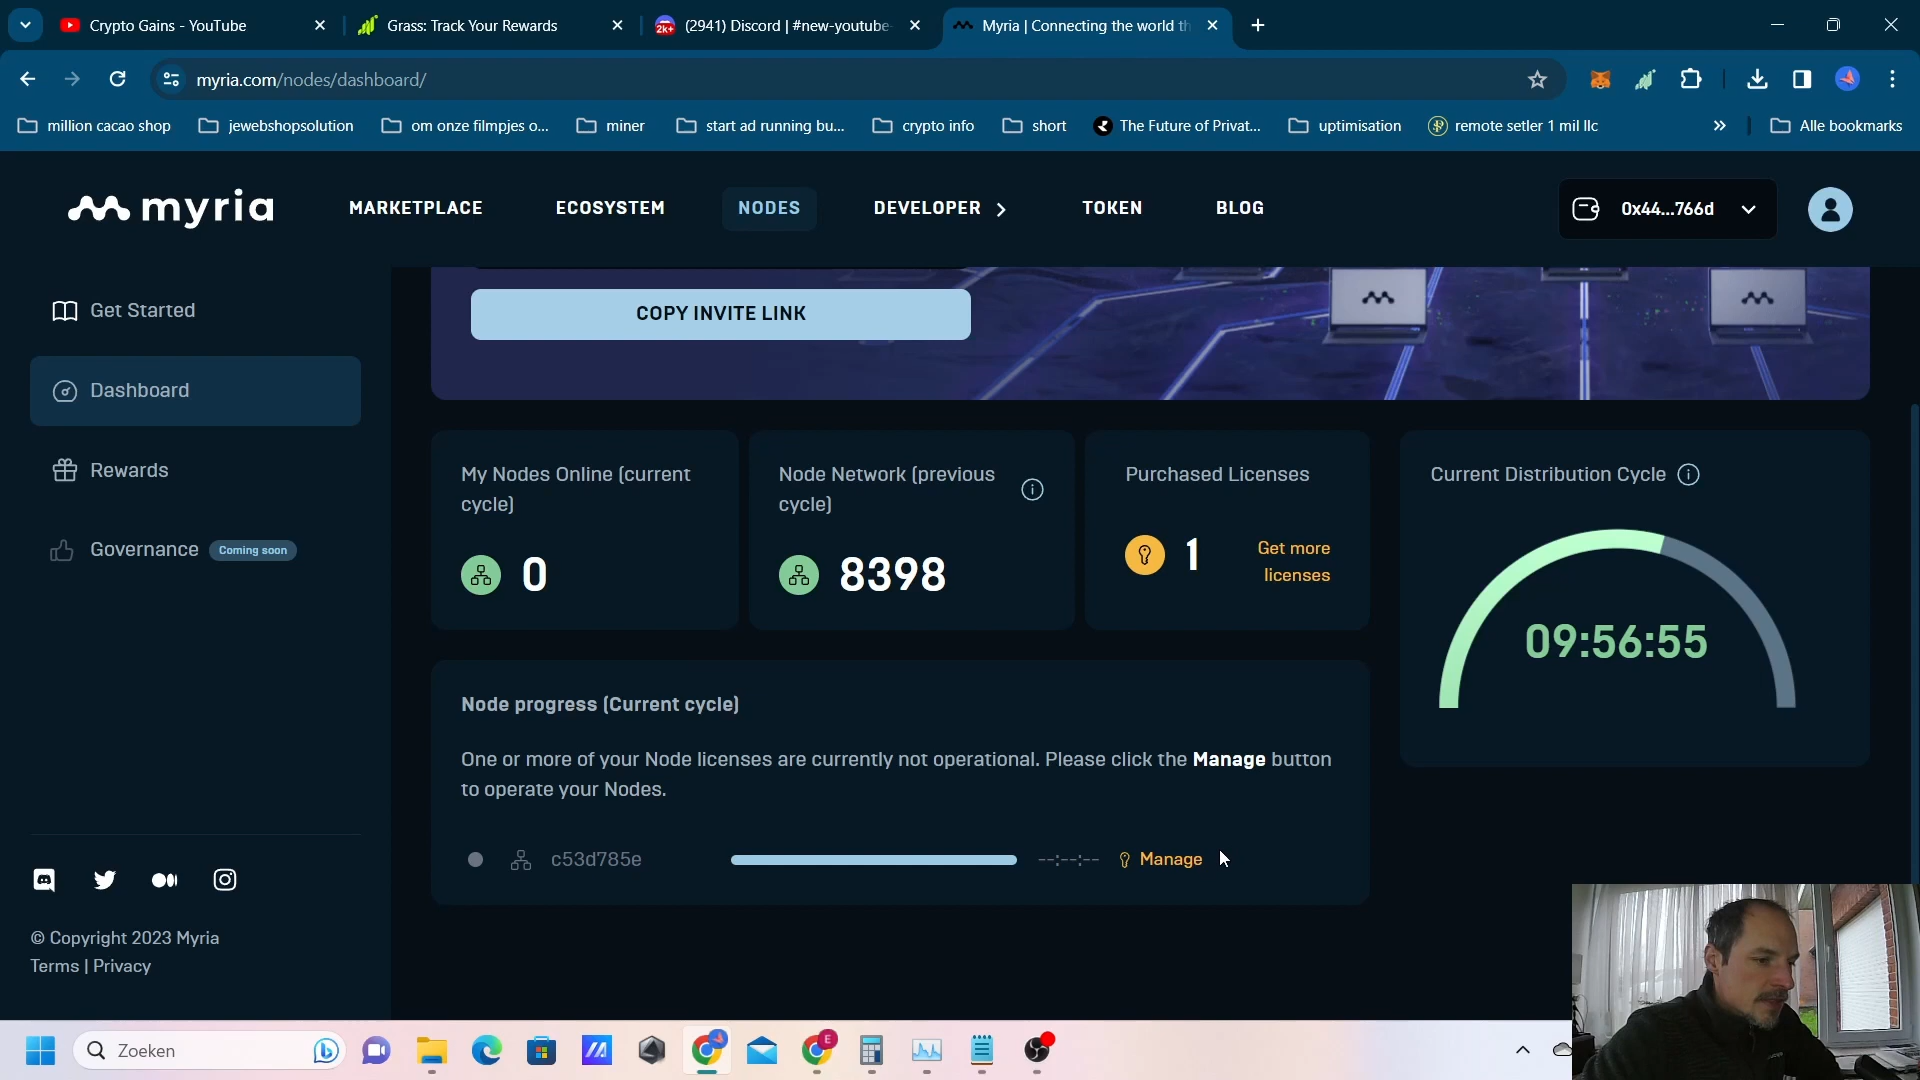 Crypto Gains - YouTube
Grass: Track Your Rewards
(2941) Discord | #new-youtube-
Myria | Connecting the world th
myria.com/nodes/dashboard/
million cacao shop
jewebshopsolution
om onze filmpjes o...
miner
start ad running bu...
crypto info
short
The Future of Privat...
uptimisation
remote setler 1 mil llc
Alle bookmarks
myria
MARKETPLACE
ECOSYSTEM
NODES
DEVELOPER
TOKEN
BLOG
0x44...766d
Get Started
Dashboard
Rewards
Governance Coming soon
© Copyright 2023 Myria
Terms | Privacy
COPY INVITE LINK
My Nodes Online (current
cycle)
0
Node Network (previous
cycle)
8398
Purchased Licenses
1
Get more
licenses
Current Distribution Cycle
09:56:55
Node progress (Current cycle)
One or more of your Node licenses are currently not operational. Please click the Manage button
to operate your Nodes.
c53d785e
--:--:--
Manage
Zoeken